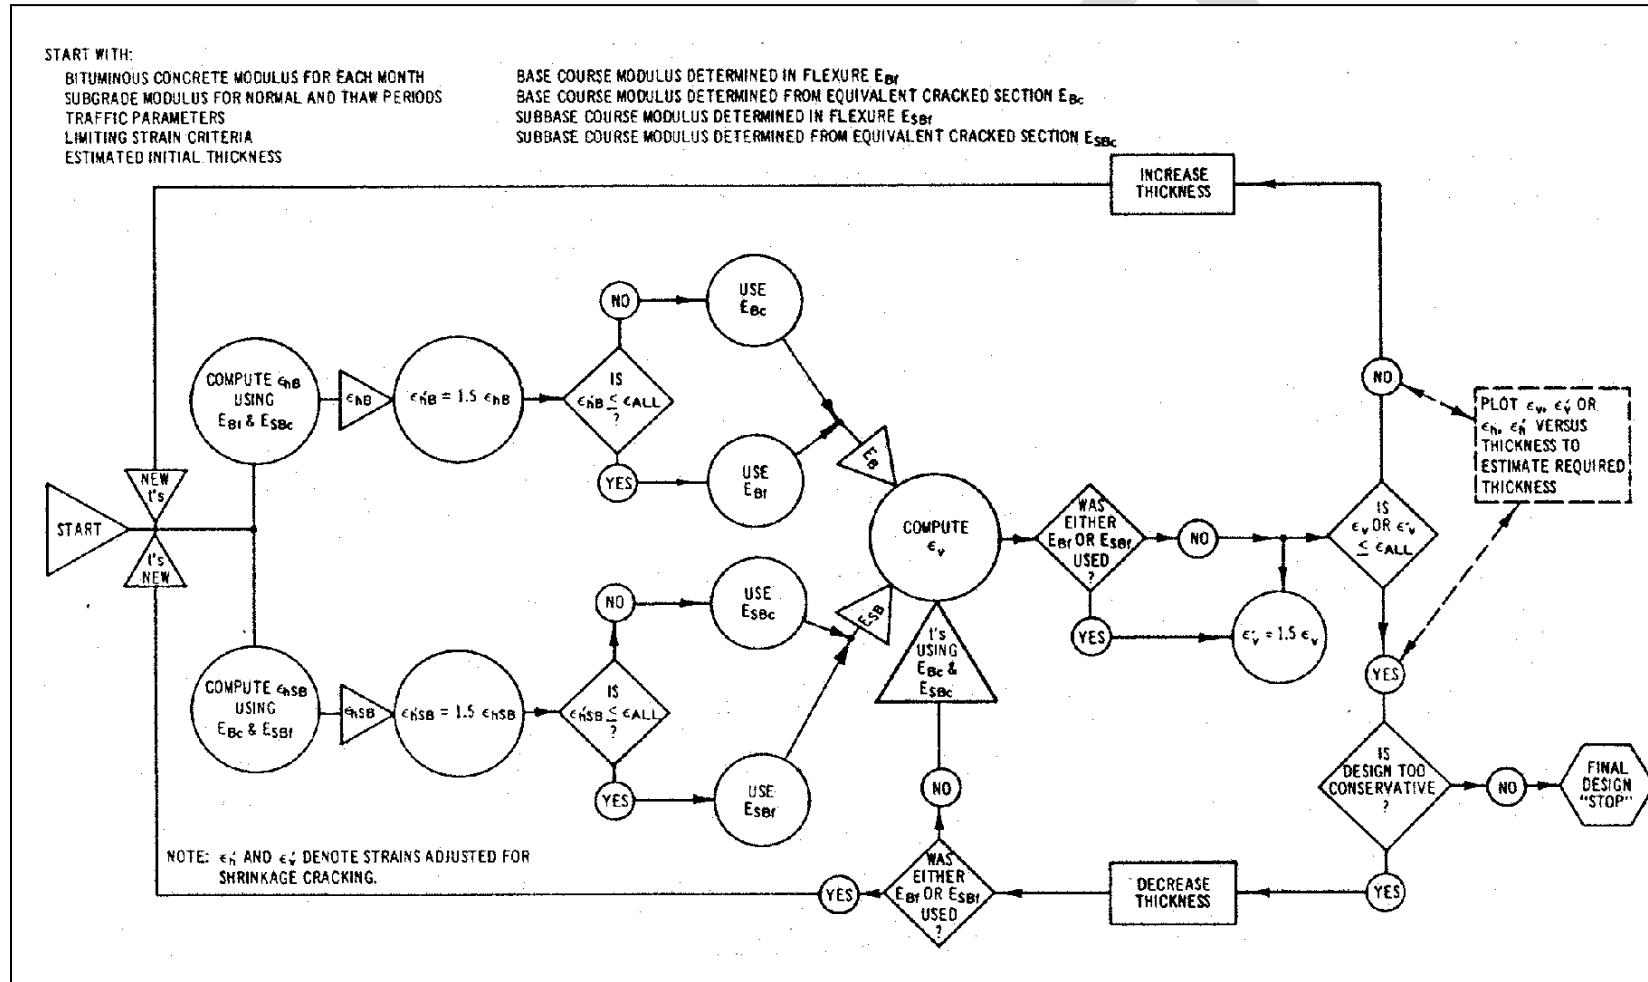 START WITH:
BITUMINOUS CONCRETE MODULUS FOR EACH MONTH
SUBGRADE MODULUS FOR NORMAL AND THAW PERIODS
TRAFFIC PARAMETERS
LIMITING STRAIN CRITERIA
ESTIMATED INITIAL THICKNESS
BASE COURSE MODULUS DETERMINED IN FLEXURE E_Bf
BASE COURSE MODULUS DETERMINED FROM EQUIVALENT CRACKED SECTION E_Bc
SUBBASE COURSE MODULUS DETERMINED IN FLEXURE E_SBf
SUBBASE COURSE MODULUS DETERMINED FROM EQUIVALENT CRACKED SECTION E_SBc
INCREASE
THICKNESS
NO
USE
E_Bc
COMPUTE ϵ_hB
USING
E_Bf & E_SBc
ϵ_hB
ϵ′_hB = 1.5 ϵ_hB
IS
ϵ′_hB ≤ ϵ_ALL
?
YES
USE
E_Bf
E_B
NO
PLOT ϵ_v, ϵ′_v OR
ϵ_h, ϵ′_h VERSUS
THICKNESS TO
ESTIMATE REQUIRED
THICKNESS
NEW
t's
START
t's
NEW
COMPUTE
ϵ_v
WAS
EITHER
E_Bf OR E_SBf
USED
?
NO
IS
ϵ_v OR ϵ′_v
≤ ϵ_ALL
YES
ϵ′_v = 1.5 ϵ_v
YES
COMPUTE ϵ_hSB
USING
E_Bc & E_SBf
ϵ_hSB
ϵ′_hSB = 1.5 ϵ_hSB
IS
ϵ′_hSB ≤ ϵ_ALL
?
NO
USE
E_SBc
YES
USE
E_SBf
E_SB
t's
USING
E_Bc &
E_SBc
NO
IS
DESIGN TOO
CONSERVATIVE
?
NO
FINAL
DESIGN
"STOP"
YES
DECREASE
THICKNESS
WAS
EITHER
E_Bf OR E_SBf
USED
?
YES
NOTE: ϵ′_h AND ϵ′_v DENOTE STRAINS ADJUSTED FOR
SHRINKAGE CRACKING.